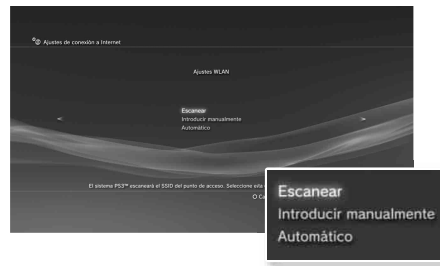 Ajustes de conexión a Internet
Ajustes WLAN
Escanear
Introducir manualmente
Automático
El sistema PS3™ escaneará el SSID del punto de acceso. Seleccione
Escanear
Introducir manualmente
Automático